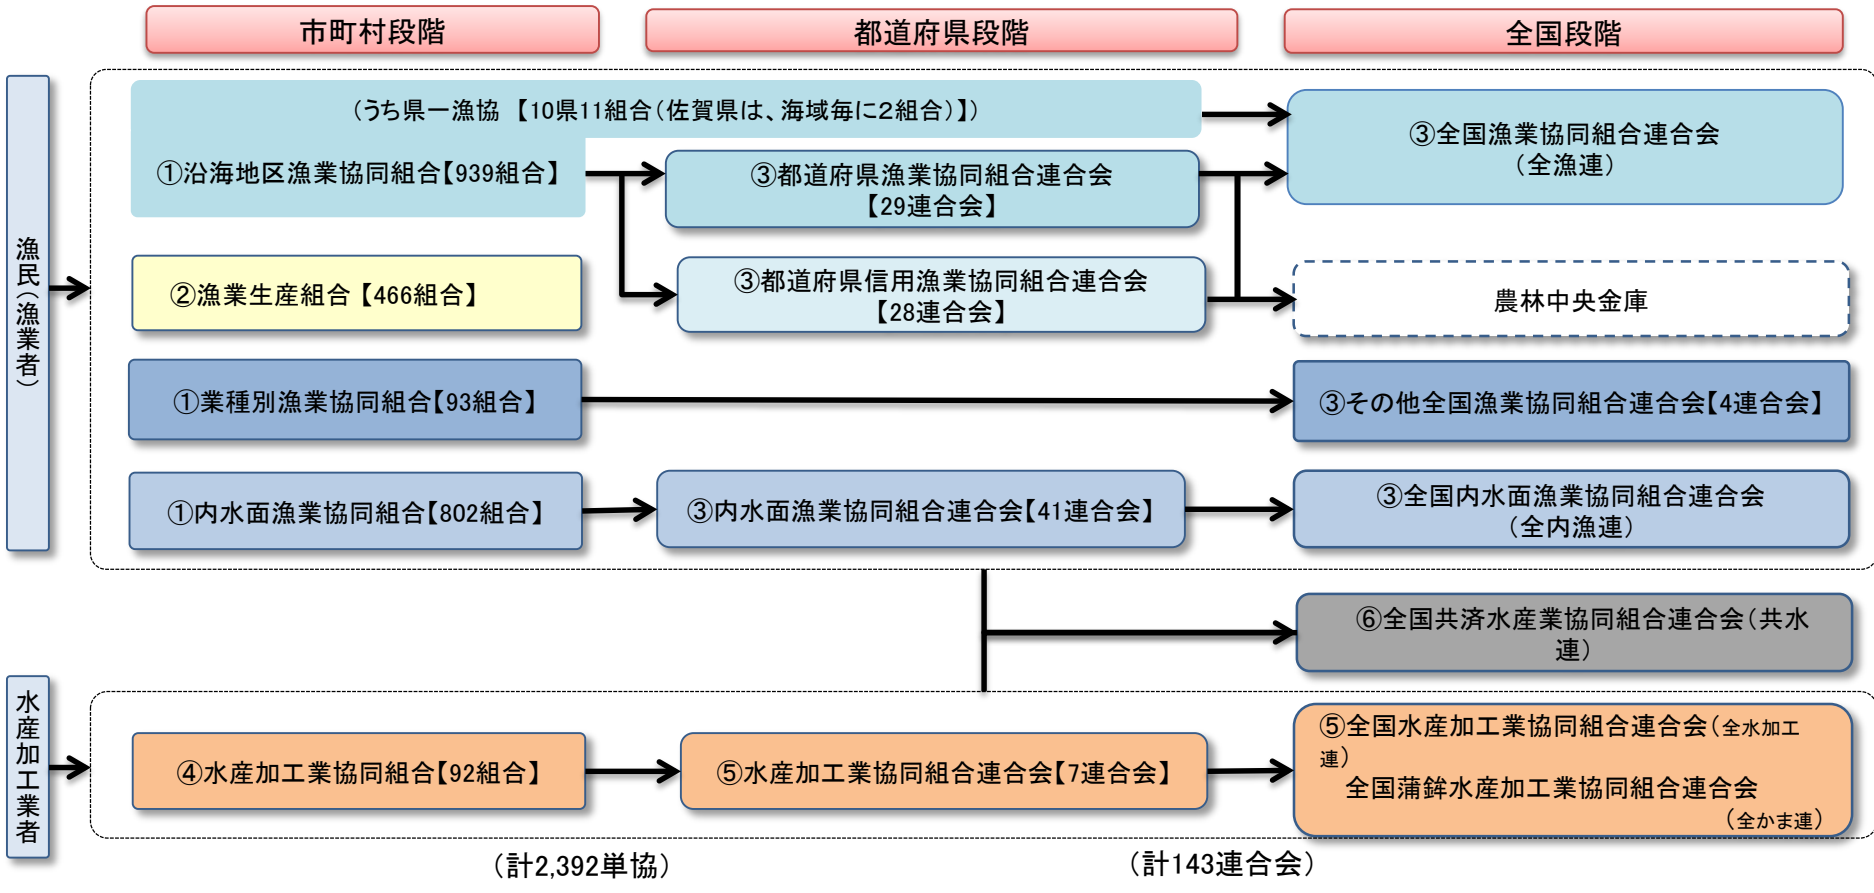 市町村段階
都道府県段階
全国段階
漁民(漁業者)
(うち県一漁協 【10県11組合(佐賀県は、海域毎に2組合)】)
①沿海地区漁業協同組合【939組合】
③都道府県漁業協同組合連合会
【29連合会】
③全国漁業協同組合連合会
(全漁連)
②漁業生産組合 【466組合】
③都道府県信用漁業協同組合連合会
【28連合会】
農林中央金庫
①業種別漁業協同組合【93組合】
③その他全国漁業協同組合連合会【4連合会】
①内水面漁業協同組合【802組合】
③内水面漁業協同組合連合会【41連合会】
③全国内水面漁業協同組合連合会
(全内漁連)
⑥全国共済水産業協同組合連合会(共水
連)
水産加工業者
④水産加工業協同組合【92組合】
⑤水産加工業協同組合連合会【7連合会】
⑤全国水産加工業協同組合連合会(全水加工
連)
全国蒲鉾水産加工業協同組合連合会
(全かま連)
(計2,392単協)
(計143連合会)